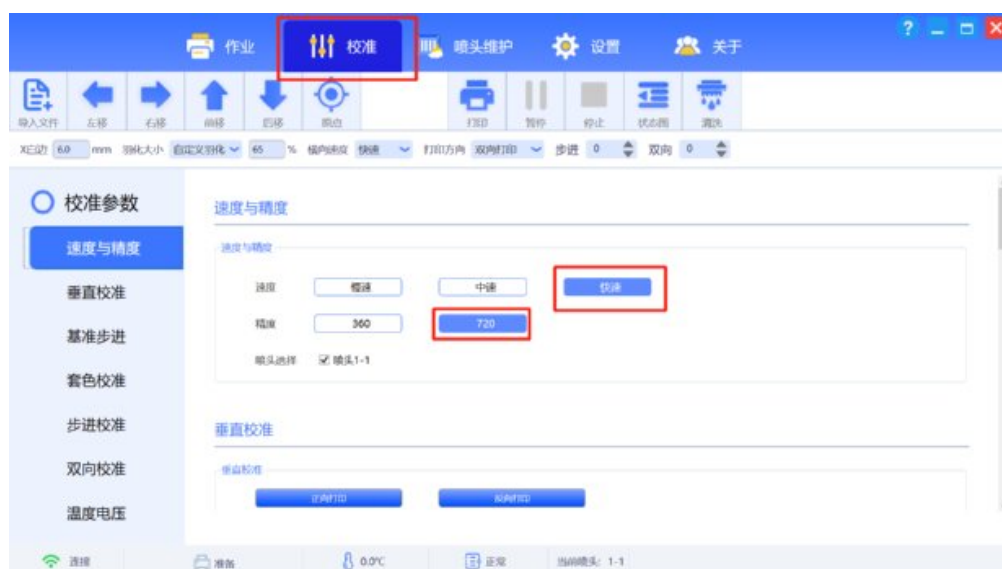 作业 校准 喷头维护 设置 关于 ?
导入文件 左移 右移 前移 后移 原点 打印 暂停 停止 状态图 清洗
X白边 6.0 mm 羽化大小 自定义羽化 65 % 横向速度 快速 打印方向 双向打印 步进 0 双向 0
校准参数
速度与精度
垂直校准
基准步进
套色校准
步进校准
双向校准
温度电压
速度与精度
速度与精度
速度 慢速 中速 快速
精度 360 720
喷头选择 喷头1-1
垂直校准
垂直校准
正向打印 反向打印
连接 准备 0.0℃ 正常 当前喷头: 1-1